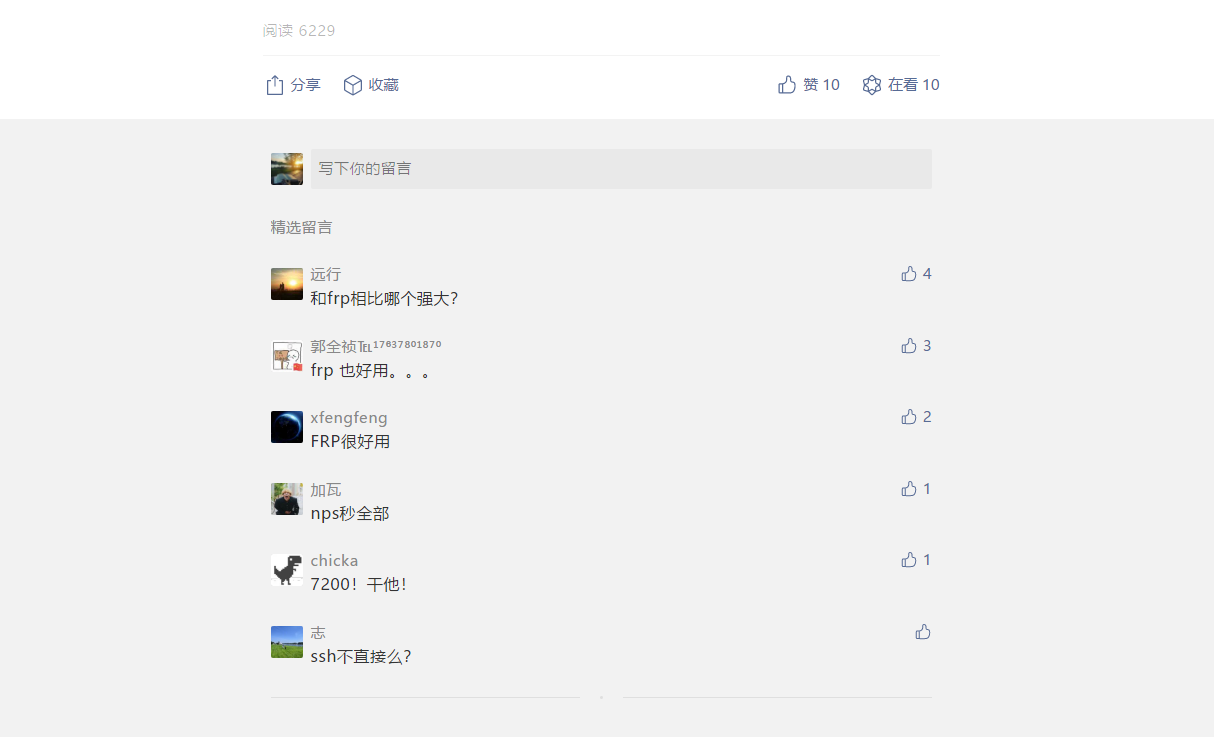 阅读 6229
分享 收藏 赞 10 在看 10
写下你的留言
精选留言
远行 4
和frp相比哪个强大?
郭全祯℡¹⁷⁶³⁷⁸⁰¹⁸⁷⁰ 3
frp 也好用。。。
xfengfeng 2
FRP很好用
加瓦 1
nps秒全部
chicka 1
7200！干他！
志
ssh不直接么？